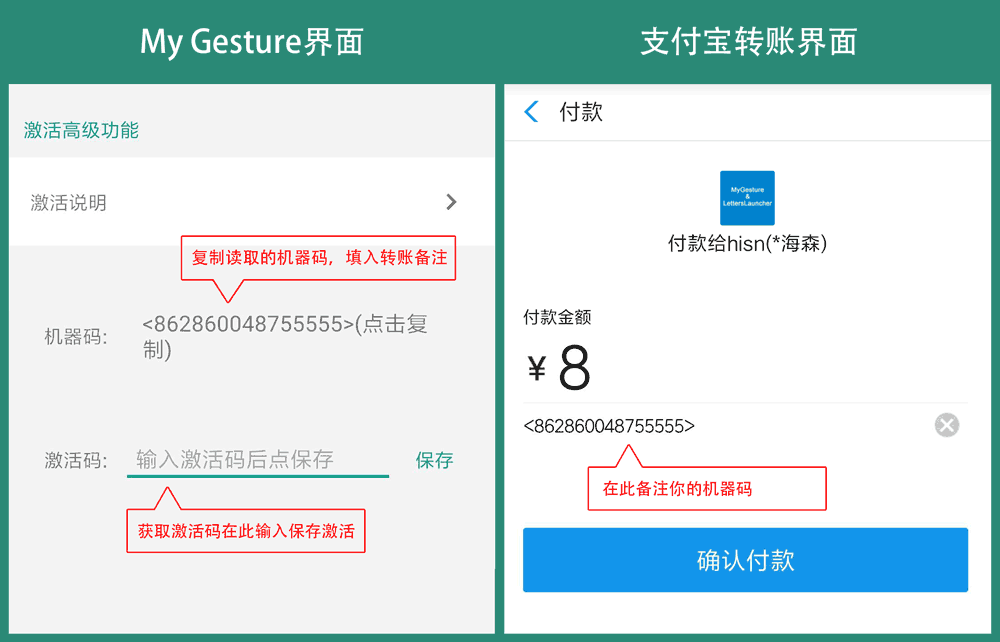 My Gesture界面
激活高级功能
激活说明
复制读取的机器码，填入转账备注
机器码:
<862860048755555>(点击复
制)
激活码:
输入激活码后点保存
保存
获取激活码在此输入保存激活
支付宝转账界面
付款
MyGesture
&
LettersLauncher
付款给hisn(*海森)
付款金额
¥ 8
<862860048755555>
在此备注你的机器码
确认付款